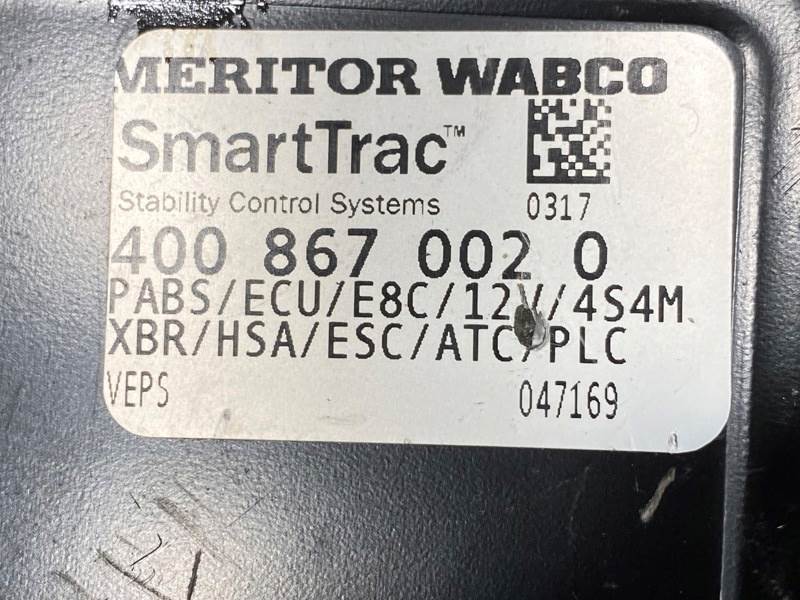 MERITOR WABCO
SmartTrac™
Stability Control Systems 0317
400 867 002 0
PABS/ECU/E8C/12V/4S4M
XBR/HSA/ESC/ATC/PLC
VEPS 047169